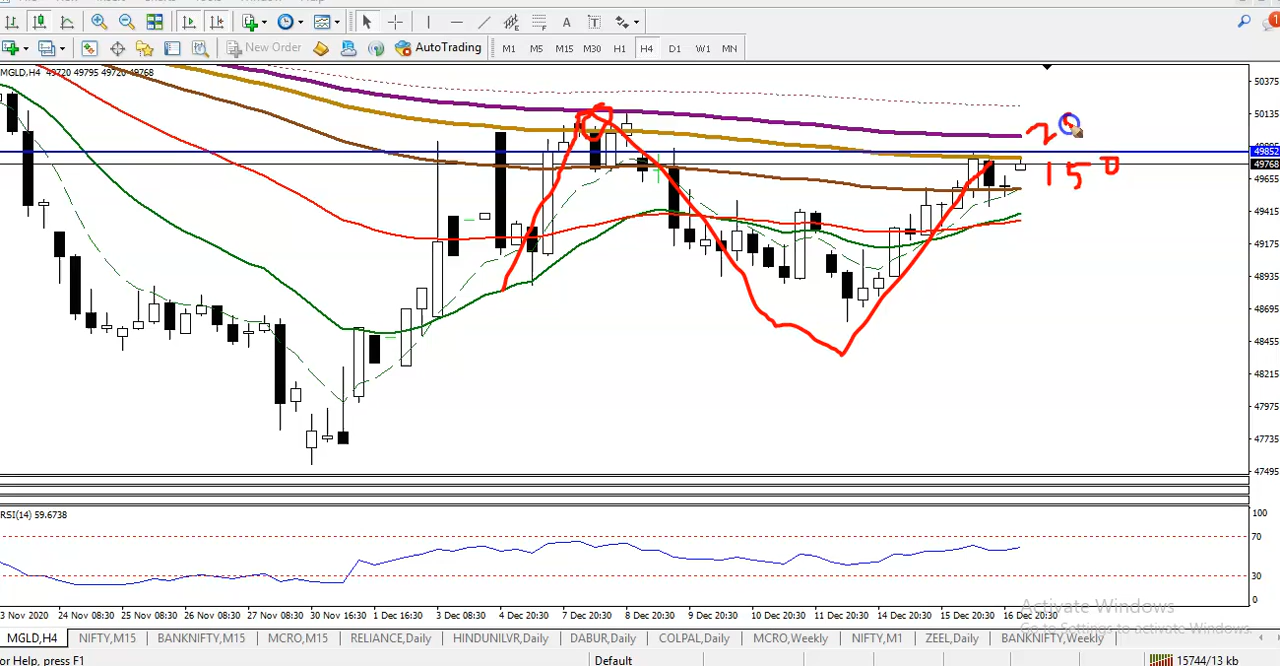 New Order
AutoTrading
M1 M5 M15 M30 H1 H4 D1 W1 MN
MGLD,H4 49720 49795 49720 49768
50375
50135
49852
49768
49655
49415
49175
48935
48695
48455
48215
47975
47735
47495
150
RSI(14) 59.6738
100
70
30
0
3 Nov 2020 24 Nov 08:30 25 Nov 08:30 26 Nov 08:30 27 Nov 08:30 30 Nov 16:30 1 Dec 20:30 3 Dec 08:30 4 Dec 20:30 7 Dec 20:30 8 Dec 20:30 9 Dec 20:30 10 Dec 20:30 11 Dec 20:30 14 Dec 20:30 15 Dec 20:30 16 Dec 20:30
Activate Windows
Go to Settings to activate Windows.
MGLD,H4 NIFTY,M15 BANKNIFTY,M15 MCRO,M15 RELIANCE,Daily HINDUNILVR,Daily DABUR,Daily COLPAL,Daily MCRO,Weekly NIFTY,M1 ZEEL,Daily BANKNIFTY,Weekly
or Help, press F1 Default 15744/13 kb